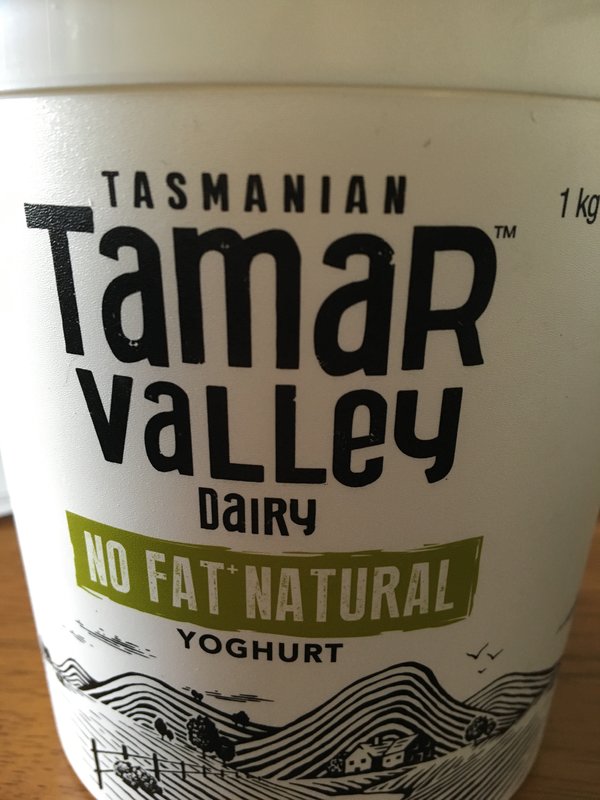 TASMANIAN
1 kg
TamaR™
valley
DaiRy
NO FAT+ NATURAL
YOGHURT